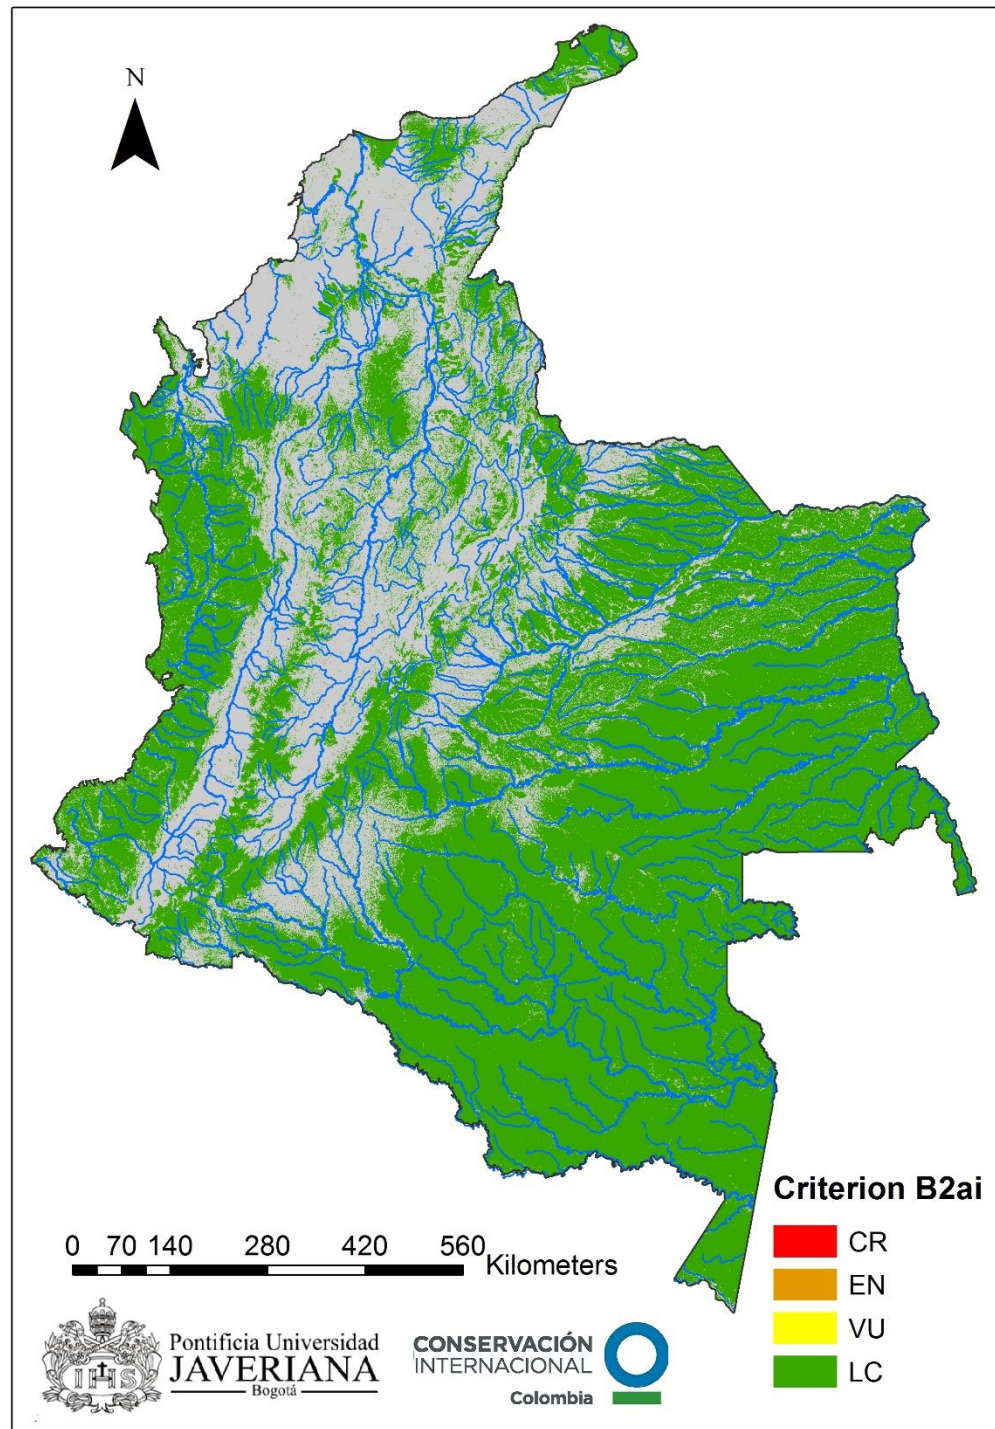 N
Criterion B2ai
CR
EN
VU
LC
0 70 140 280 420 560
Kilometers
Pontificia Universidad
JAVERIANA
Bogotá
IHS
CONSERVACIÓN
INTERNACIONAL
Colombia